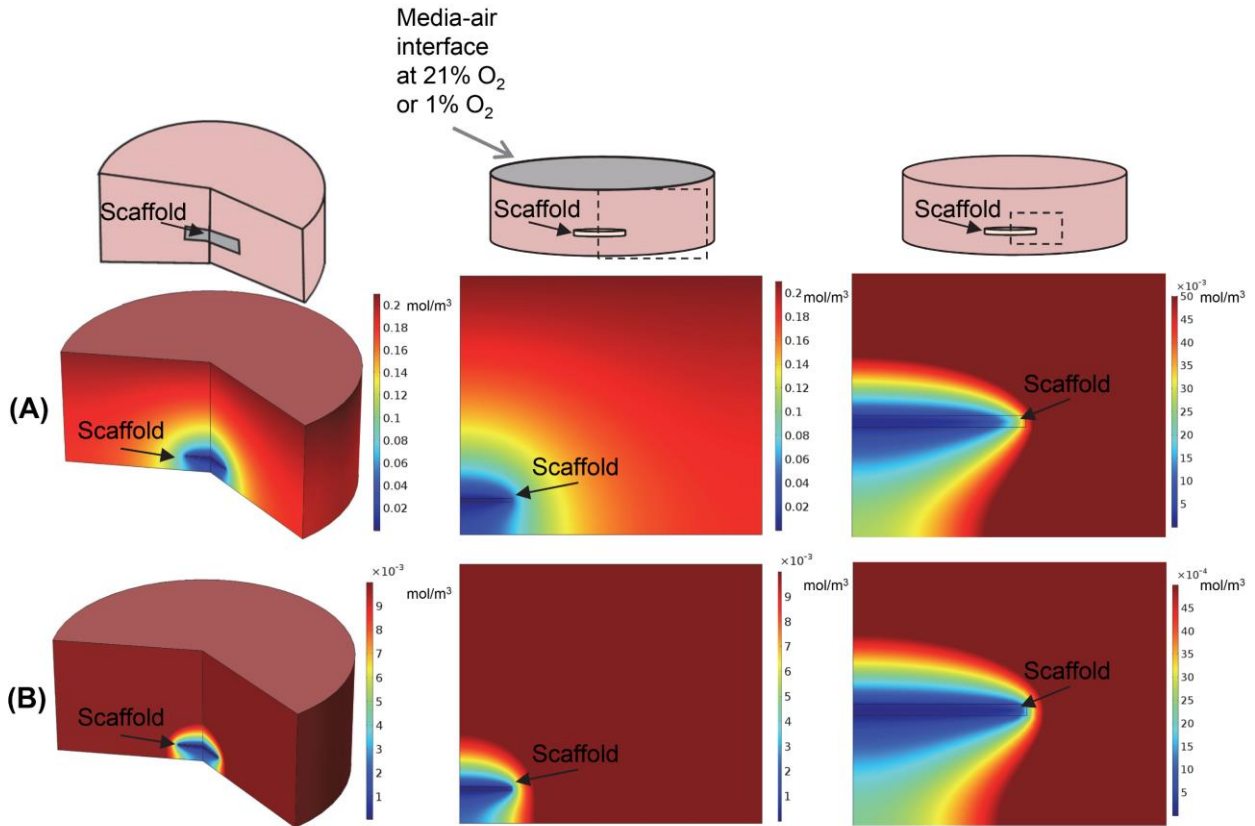 Media-air
interface
at 21% O₂
or 1% O₂
Scaffold
Scaffold
Scaffold
(A)
Scaffold
0.2 mol/m³
0.18
0.16
0.14
0.12
0.1
0.08
0.06
0.04
0.02
Scaffold
0.2 mol/m³
0.18
0.16
0.14
0.12
0.1
0.08
0.06
0.04
0.02
Scaffold
×10⁻³
50 mol/m³
45
40
35
30
25
20
15
10
5
(B)
Scaffold
×10⁻³
mol/m³
9
8
7
6
5
4
3
2
1
Scaffold
×10⁻³
mol/m³
9
8
7
6
5
4
3
2
1
Scaffold
×10⁻⁴
mol/m³
45
40
35
30
25
20
15
10
5